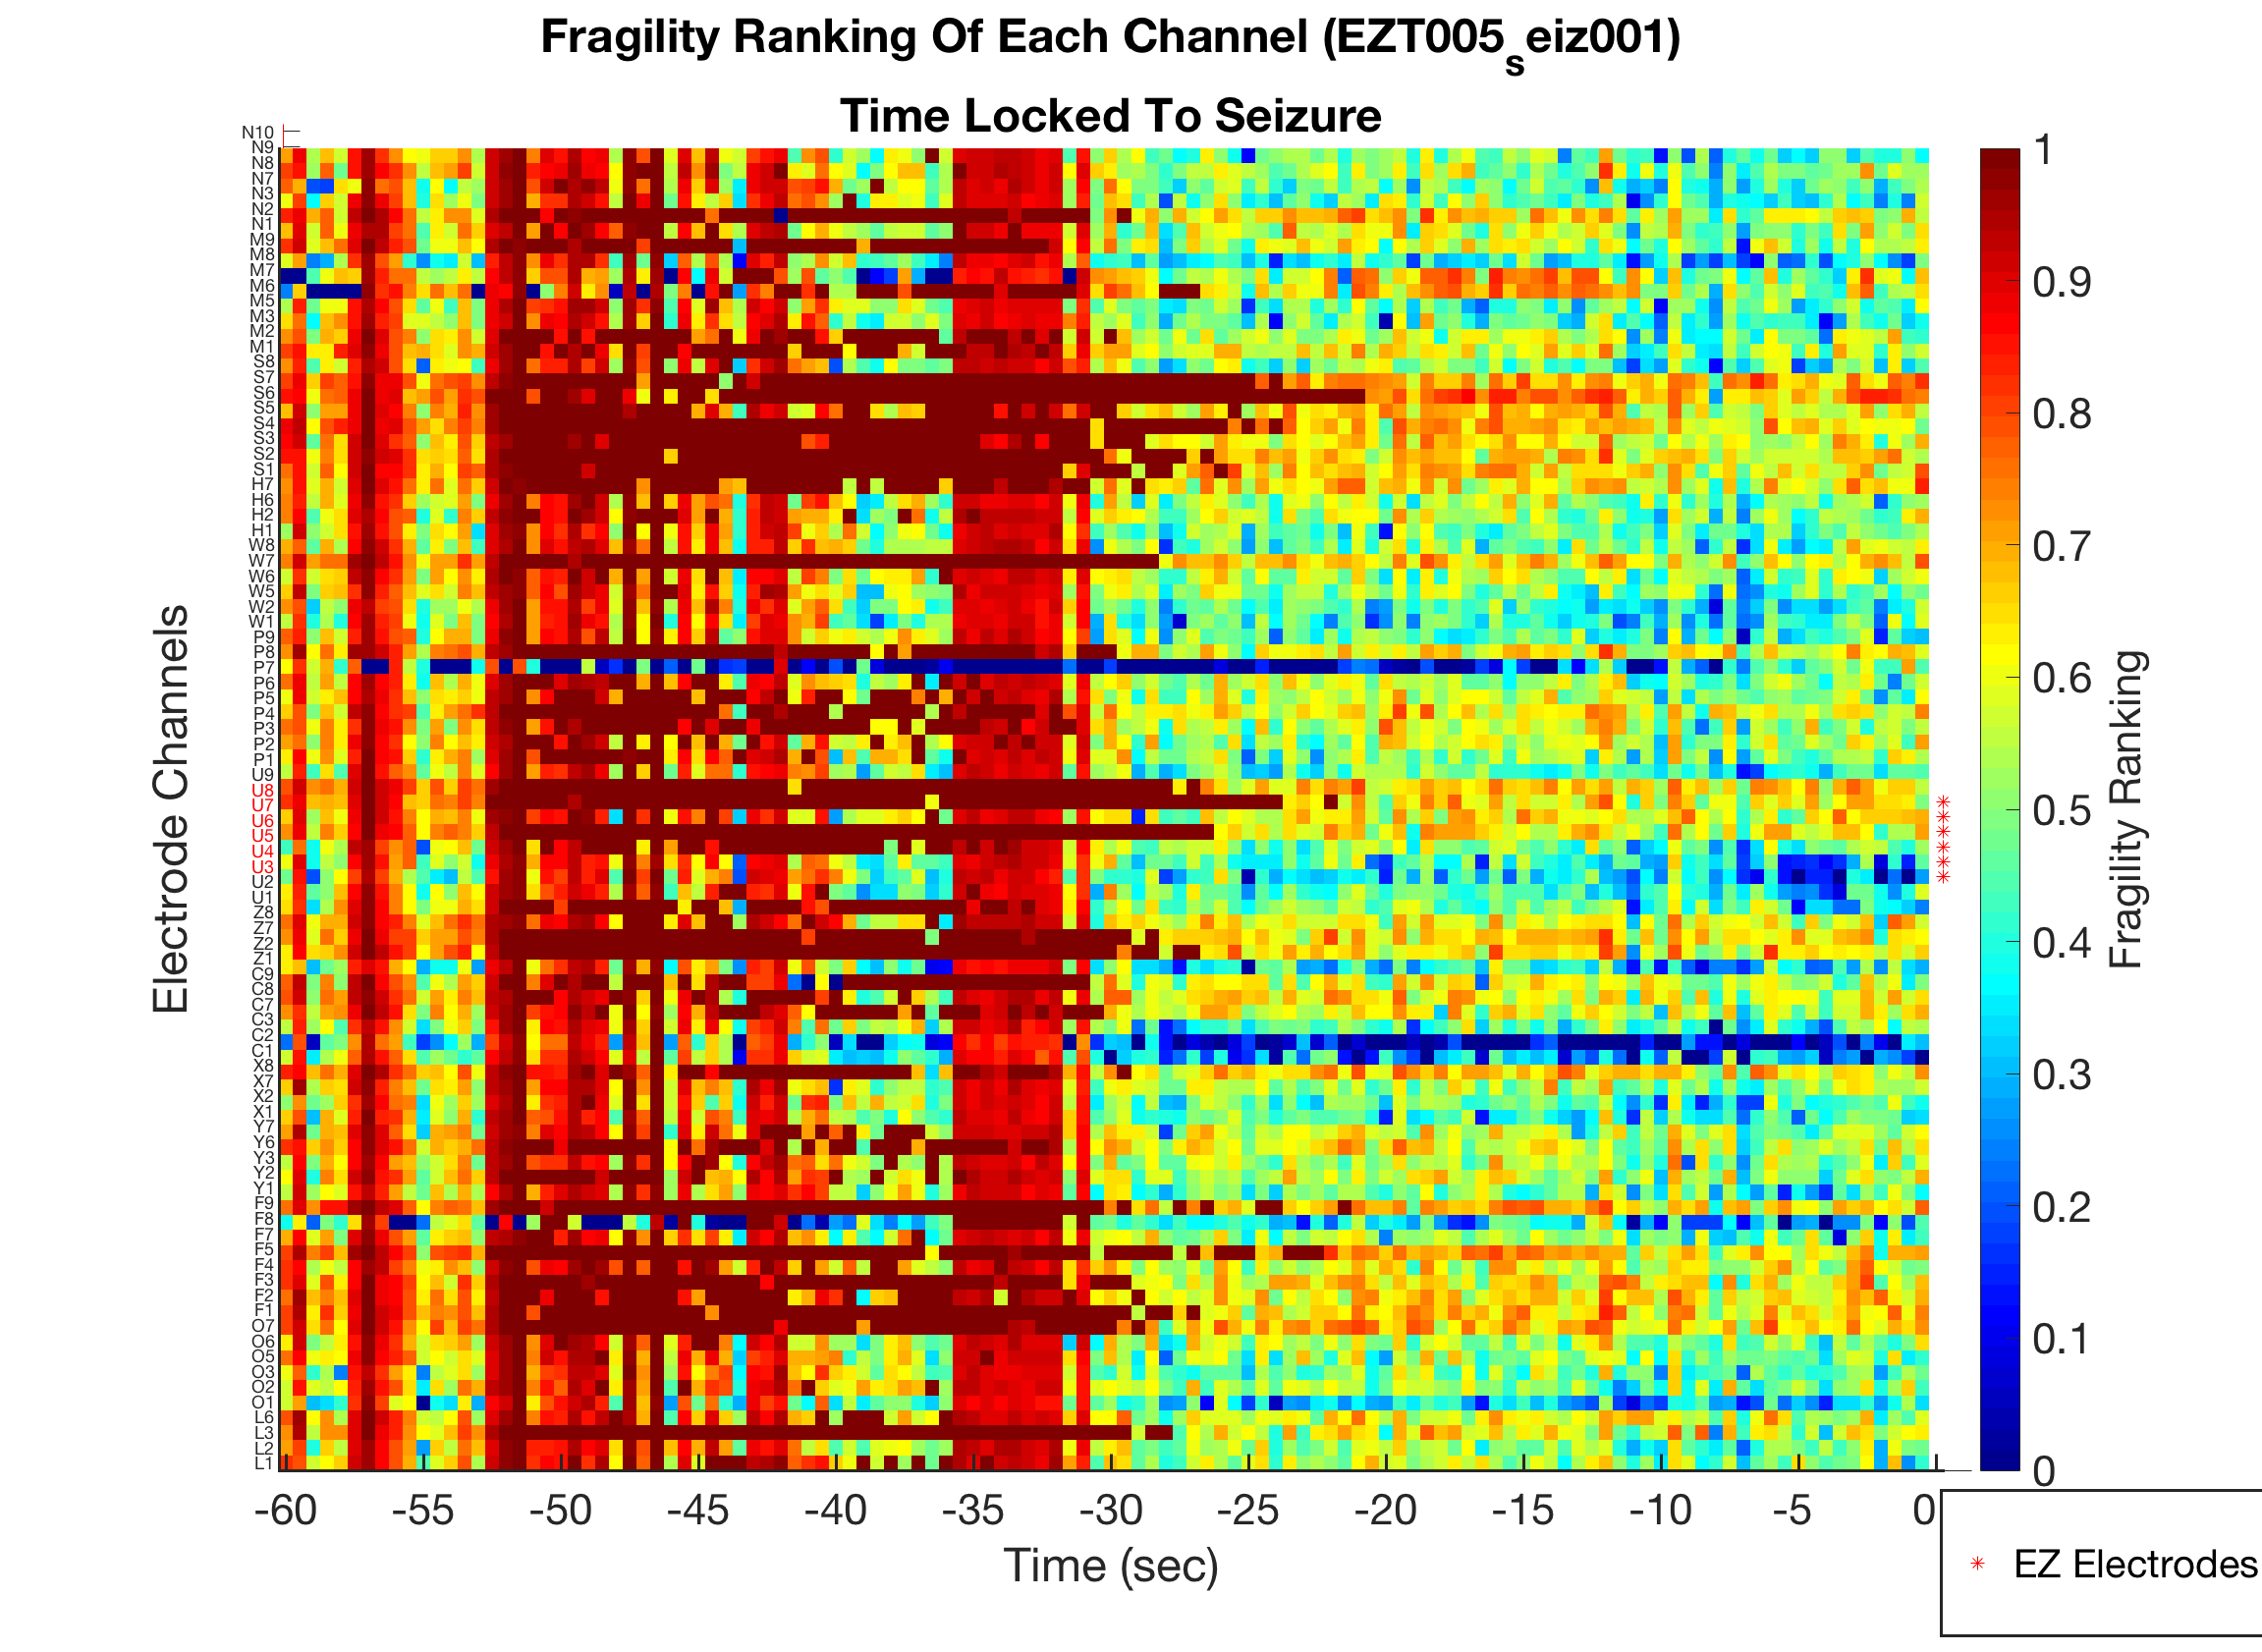 Fragility Ranking Of Each Channel (EZT005seiz001)
Time Locked To Seizure
Electrode Channels
N10
N9
N8
N7
N3
N2
N1
M9
M8
M7
M6
M5
M3
M2
M1
S8
S7
S6
S5
S4
S3
S2
S1
H7
H6
H2
H1
W8
W7
W6
W5
W2
W1
P9
P8
P7
P6
P5
P4
P3
P2
P1
U9
U8
U7
U6
U5
U4
U3
U2
U1
Z8
Z7
Z2
Z1
C9
C8
C7
C3
C2
C1
X8
X7
X2
X1
Y7
Y6
Y3
Y2
Y1
F9
F8
F7
F5
F4
F3
F2
F1
O7
O6
O5
O3
O2
O1
L6
L3
L2
L1
-60 -55 -50 -45 -40 -35 -30 -25 -20 -15 -10 -5 0
Time (sec)
1
0.9
0.8
0.7
0.6
0.5
0.4
0.3
0.2
0.1
0
Fragility Ranking
EZ Electrodes